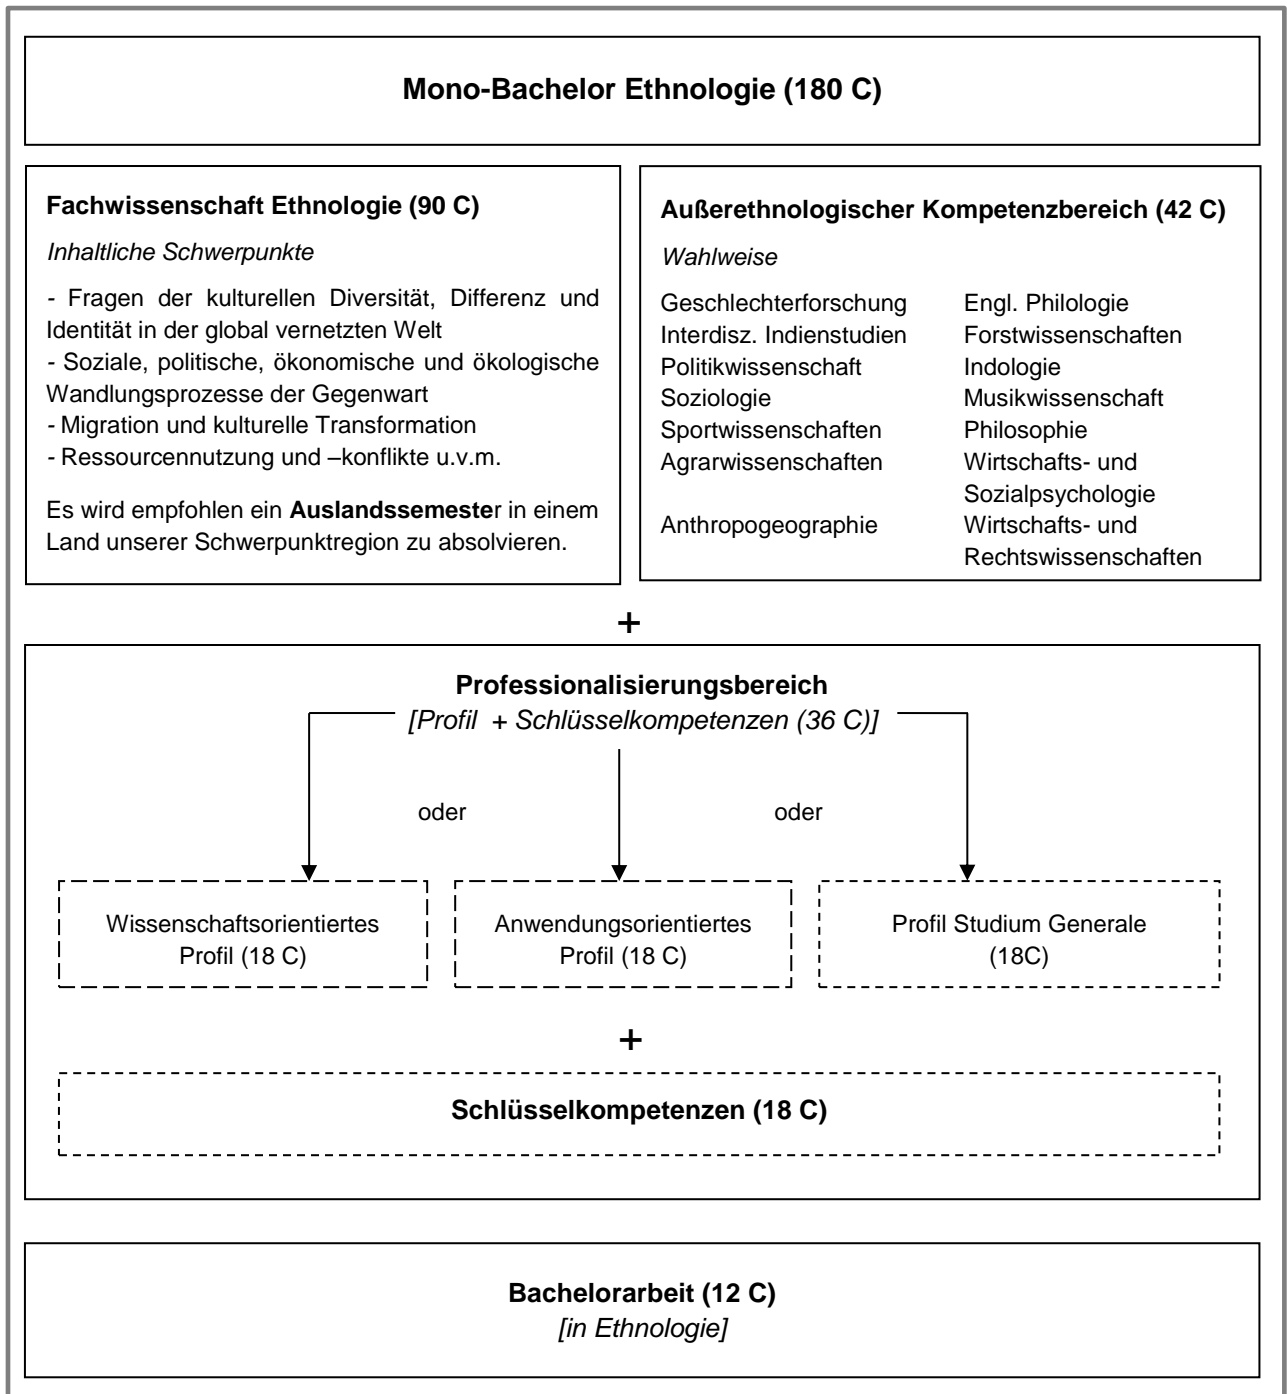 Mono-Bachelor Ethnologie (180 C)
Fachwissenschaft Ethnologie (90 C)
Inhaltliche Schwerpunkte
- Fragen der kulturellen Diversität, Differenz und
Identität in der global vernetzten Welt
- Soziale, politische, ökonomische und ökologische
Wandlungsprozesse der Gegenwart
- Migration und kulturelle Transformation
- Ressourcennutzung und –konflikte u.v.m.
Es wird empfohlen ein Auslandssemester in einem
Land unserer Schwerpunktregion zu absolvieren.
Außerethnologischer Kompetenzbereich (42 C)
Wahlweise
Geschlechterforschung Engl. Philologie
Interdisz. Indienstudien Forstwissenschaften
Politikwissenschaft Indologie
Soziologie Musikwissenschaft
Sportwissenschaften Philosophie
Agrarwissenschaften Wirtschafts- und
Sozialpsychologie
Anthropogeographie Wirtschafts- und
Rechtswissenschaften
+
Professionalisierungsbereich
[Profil + Schlüsselkompetenzen (36 C)]
oder oder
Wissenschaftsorientiertes
Profil (18 C)
Anwendungsorientiertes
Profil (18 C)
Profil Studium Generale
(18C)
+
Schlüsselkompetenzen (18 C)
Bachelorarbeit (12 C)
[in Ethnologie]